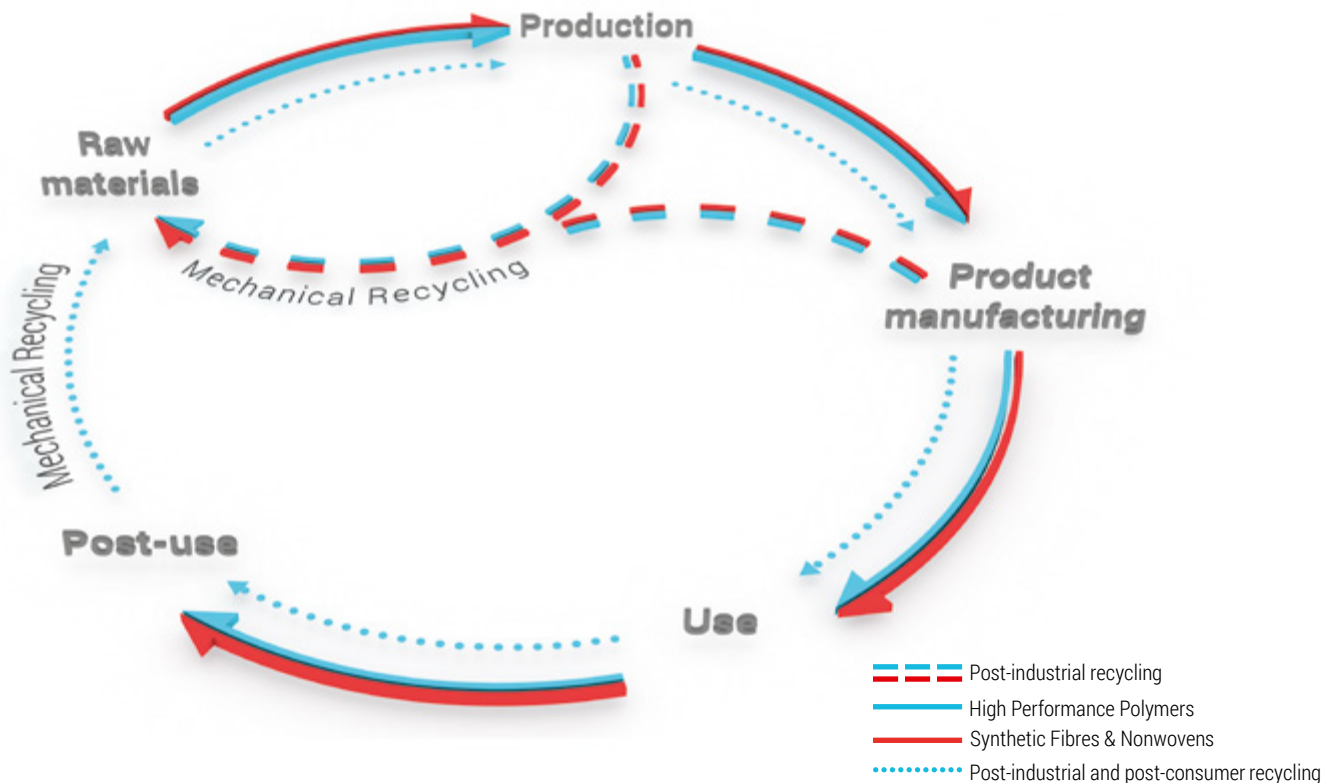 Production
Raw
materials
Mechanical Recycling
Product
manufacturing
Mechanical Recycling
Post-use
Use
Post-industrial recycling
High Performance Polymers
Synthetic Fibres & Nonwovens
Post-industrial and post-consumer recycling